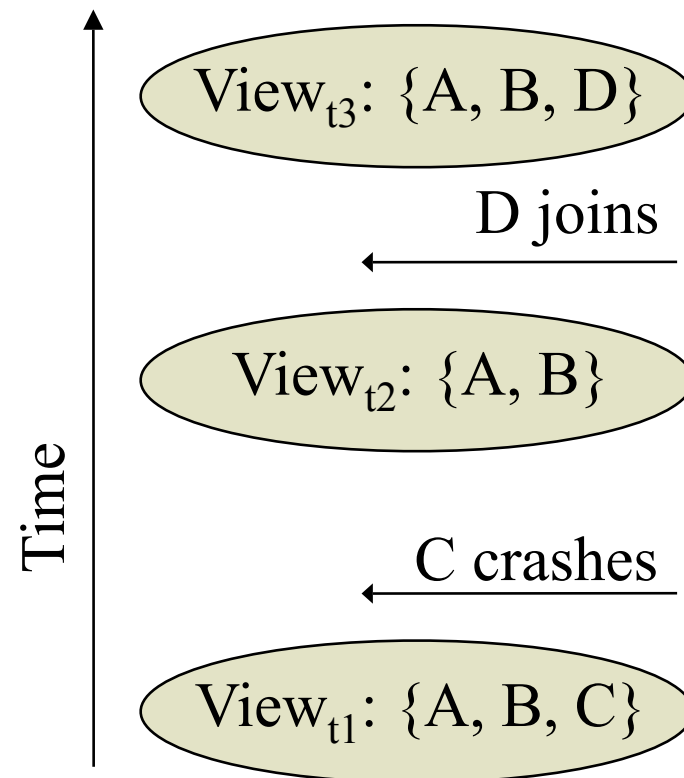 View_t3: {A, B, D}
D joins
View_t2: {A, B}
Time
C crashes
View_t1: {A, B, C}